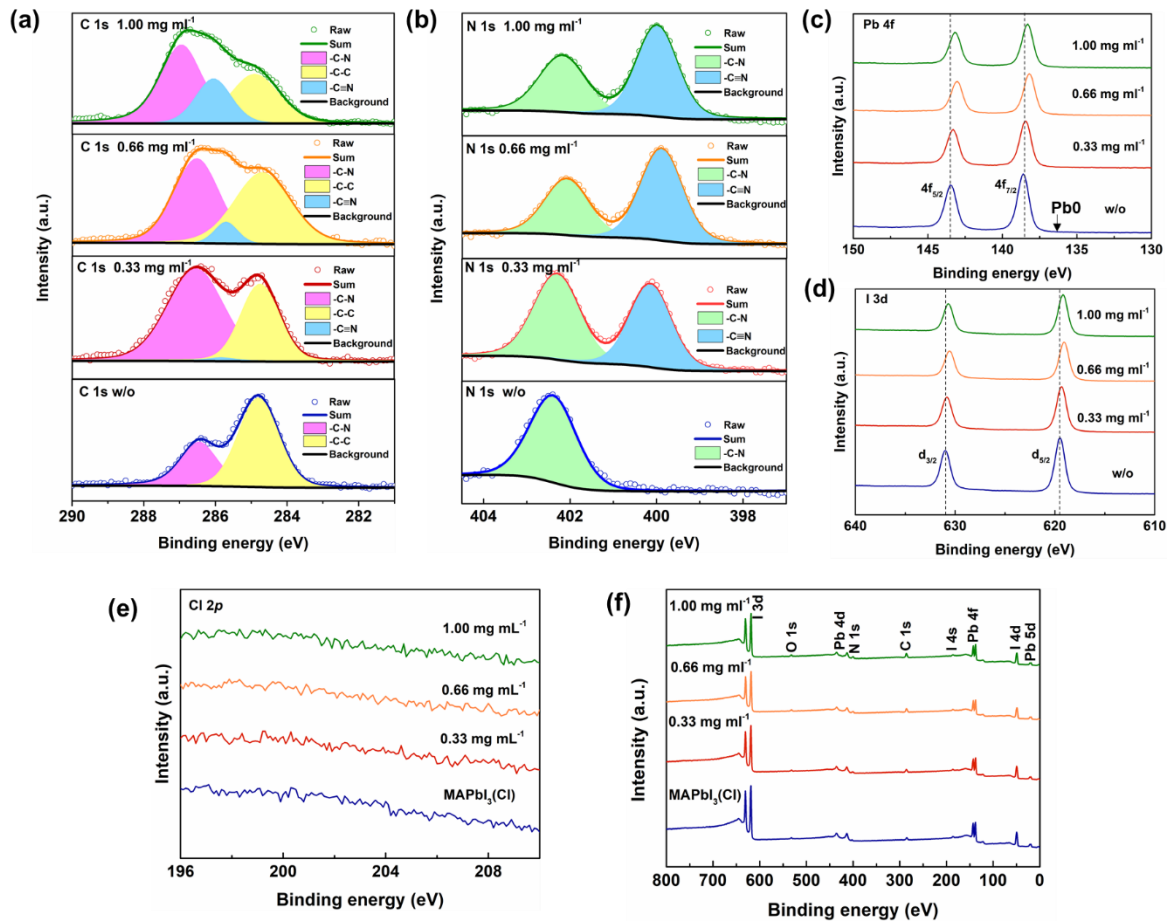 (a)
C 1s 1.00 mg ml⁻¹
Raw
Sum
-C-N
-C-C
-C≡N
Background
C 1s 0.66 mg ml⁻¹
Raw
Sum
-C-N
-C-C
-C≡N
Background
C 1s 0.33 mg ml⁻¹
Raw
Sum
-C-N
-C-C
-C≡N
Background
C 1s w/o
Raw
Sum
-C-N
-C-C
Background
Intensity (a.u.)
290 288 286 284 282
Binding energy (eV)
(b)
N 1s 1.00 mg ml⁻¹
Raw
Sum
-C-N
-C≡N
Background
N 1s 0.66 mg ml⁻¹
Raw
Sum
-C-N
-C≡N
Background
N 1s 0.33 mg ml⁻¹
Raw
Sum
-C-N
-C≡N
Background
N 1s w/o
Raw
Sum
-C-N
Background
Intensity (a.u.)
404 402 400 398
Binding energy (eV)
(c)
Pb 4f
1.00 mg ml⁻¹
0.66 mg ml⁻¹
0.33 mg ml⁻¹
4f5/2 4f7/2 Pb0 w/o
Intensity (a.u.)
150 145 140 135 130
Binding energy (eV)
(d)
I 3d
1.00 mg ml⁻¹
0.66 mg ml⁻¹
0.33 mg ml⁻¹
d3/2 d5/2 w/o
Intensity (a.u.)
640 630 620 610
Binding energy (eV)
(e)
Cl 2p
1.00 mg mL⁻¹
0.66 mg mL⁻¹
0.33 mg mL⁻¹
MAPbI₃(Cl)
Intensity (a.u.)
196 200 204 208
Binding energy (eV)
(f)
1.00 mg ml⁻¹
I 3d
O 1s
Pb 4d
N 1s
C 1s
I 4s
Pb 4f
I 4d
Pb 5d
0.66 mg ml⁻¹
0.33 mg ml⁻¹
MAPbI₃(Cl)
Intensity (a.u.)
800 700 600 500 400 300 200 100 0
Binding energy (eV)